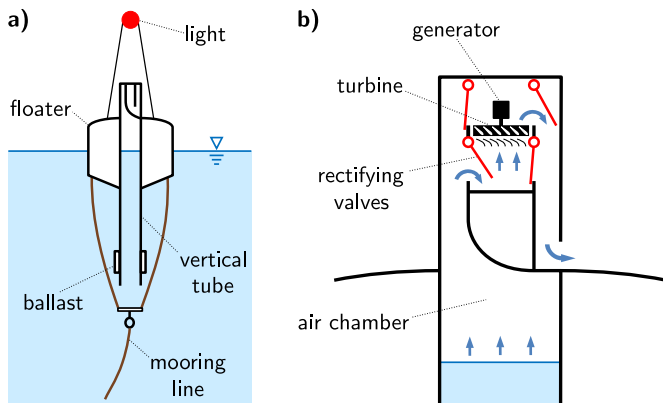 a)
light
floater
vertical
tube
ballast
mooring
line
b)
generator
turbine
rectifying
valves
air chamber